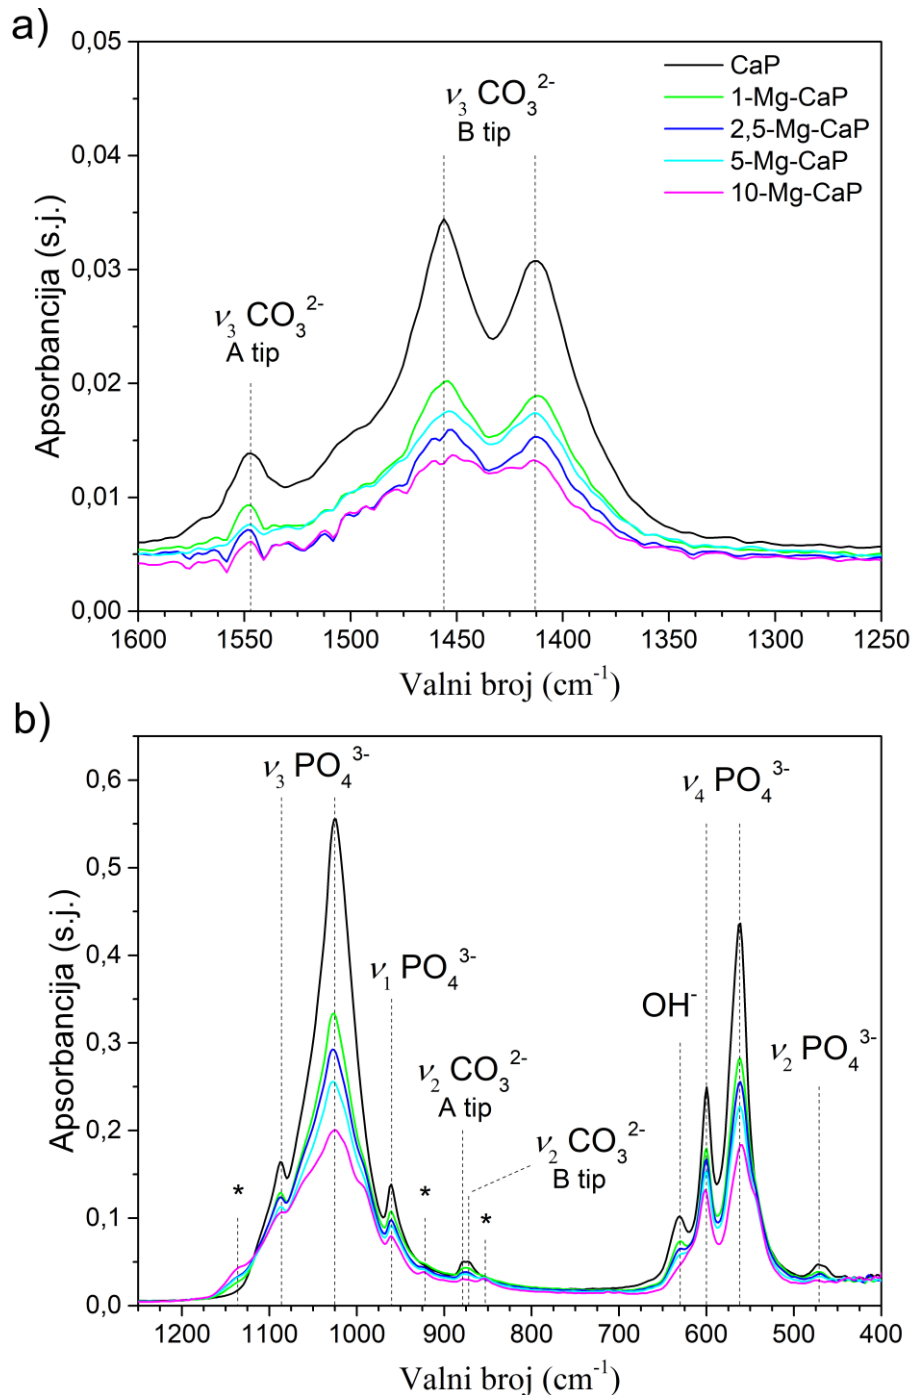 a)
0,05
0,04
0,03
0,02
0,01
0,00
Apsorbancija (s.j.)
ν₃ CO₃²⁻
A tip
ν₃ CO₃²⁻
B tip
CaP
1-Mg-CaP
2,5-Mg-CaP
5-Mg-CaP
10-Mg-CaP
1600 1550 1500 1450 1400 1350 1300 1250
Valni broj (cm⁻¹)
b)
0,6
0,5
0,4
0,3
0,2
0,1
0,0
Apsorbancija (s.j.)
ν₃ PO₄³⁻
ν₁ PO₄³⁻
ν₂ CO₃²⁻
A tip
ν₂ CO₃²⁻
B tip
ν₄ PO₄³⁻
OH⁻
ν₂ PO₄³⁻
* * *
1200 1100 1000 900 800 700 600 500 400
Valni broj (cm⁻¹)